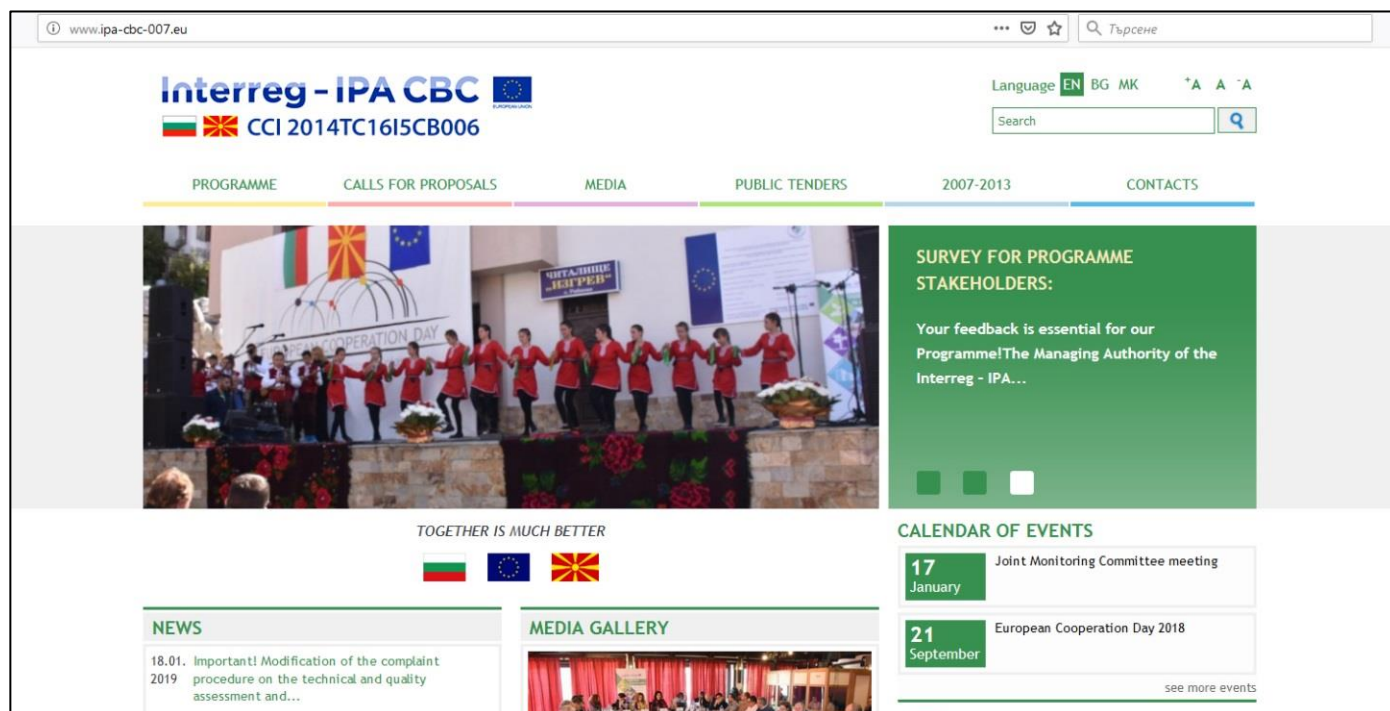 www.ipa-cbc-007.eu
Търсене
Interreg - IPA CBC
EUROPEAN UNION
CCI 2014TC16I5CB006
Language EN BG MK +A A -A
Search
PROGRAMME CALLS FOR PROPOSALS MEDIA PUBLIC TENDERS 2007-2013 CONTACTS
EUROPEAN COOPERATION DAY
ЧИТАЛИЩЕ
"ИЗГРЕВ"
SURVEY FOR PROGRAMME
STAKEHOLDERS:
Your feedback is essential for our
Programme!The Managing Authority of the
Interreg - IPA...
TOGETHER IS MUCH BETTER
CALENDAR OF EVENTS
17
January
Joint Monitoring Committee meeting
21
September
European Cooperation Day 2018
see more events
NEWS
18.01.
2019
Important! Modification of the complaint
procedure on the technical and quality
assessment and...
MEDIA GALLERY